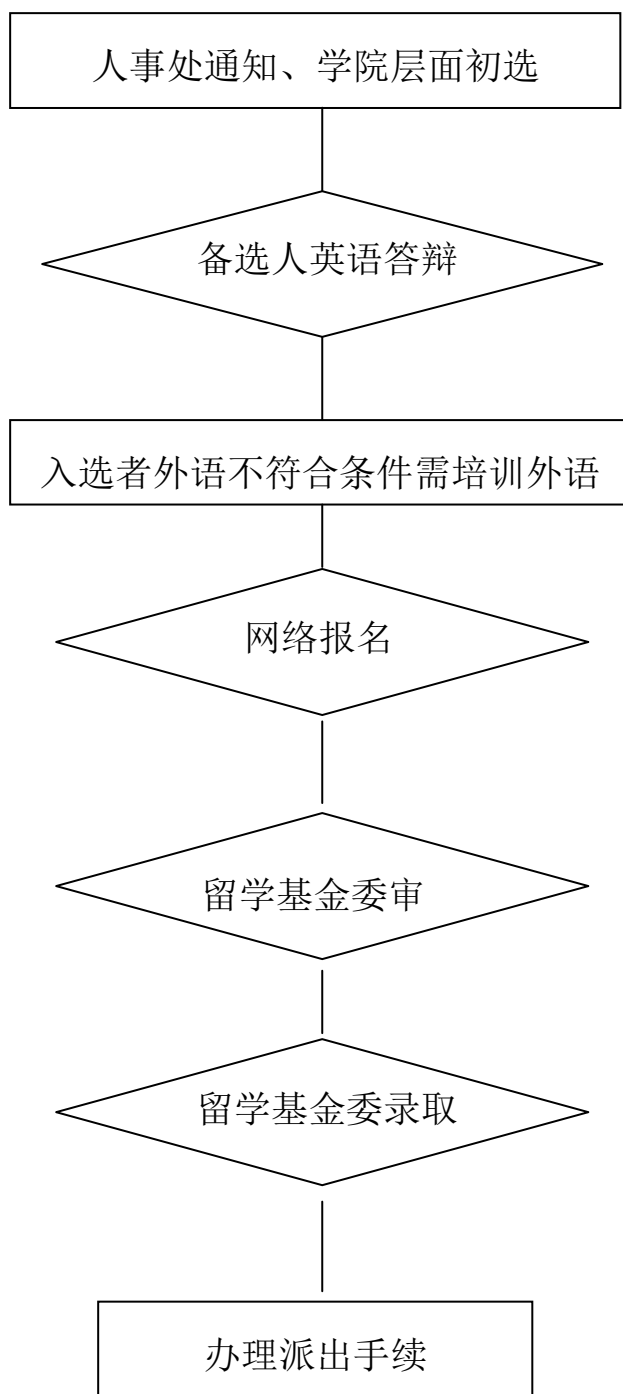 人事处通知、学院层面初选
备选人英语答辩
入选者外语不符合条件需培训外语
网络报名
留学基金委审
留学基金委录取
办理派出手续